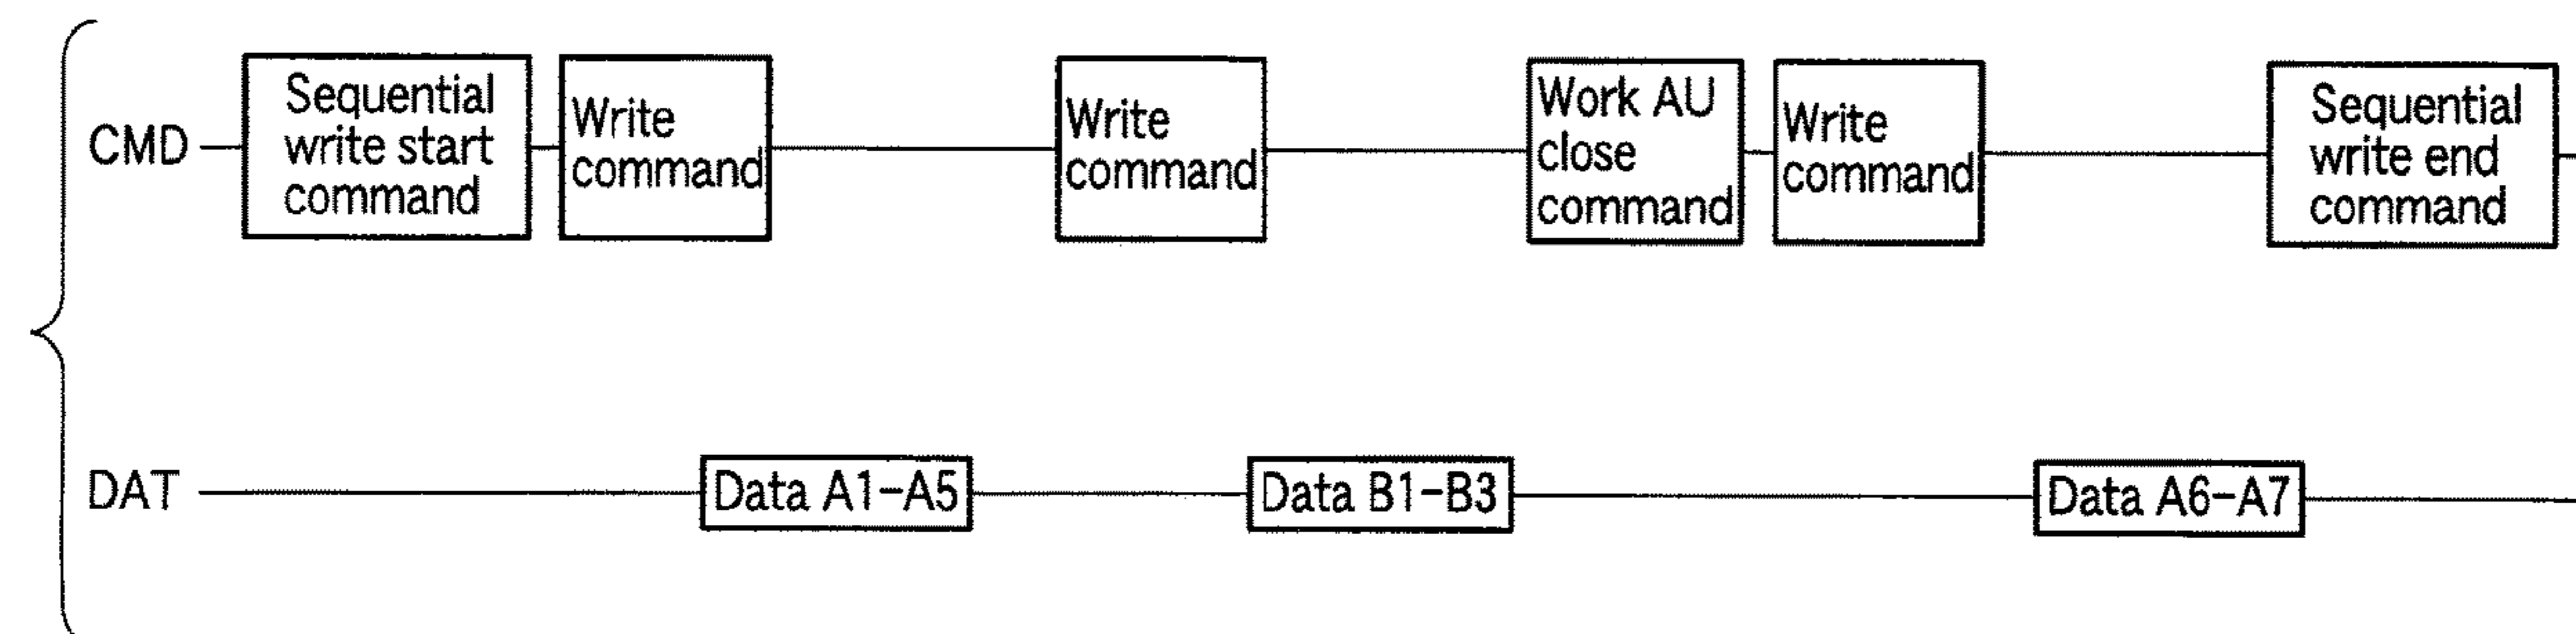 CMD
Sequential
write start
command
Write
command
Write
command
Work AU
close
command
Write
command
Sequential
write end
command
DAT
Data A1-A5
Data B1-B3
Data A6-A7